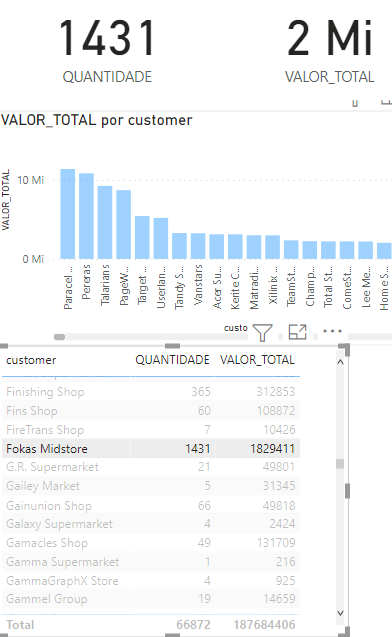 1431 2 Mi
QUANTIDADE VALOR_TOTAL
VALOR_TOTAL por customer
VALOR_TOTAL
10 Mi
0 Mi
Paracel... Pereras Talarians PageW... Target ... Userlan... Tandy S... Vanstars Acer Su... Kerite C... Matradi... Xilinx ... TeamSt... Champ... Total St... ComeSt... Lee Me... Home S...
custo
customer QUANTIDADE VALOR_TOTAL
Finishing Shop 365 312853
Fins Shop 60 108872
FireTrans Shop 7 10426
Fokas Midstore 1431 1829411
G.R. Supermarket 21 49801
Gailey Market 5 31345
Gainunion Shop 66 49818
Galaxy Supermarket 4 2424
Gamacles Shop 49 131709
Gamma Supermarket 1 216
GammaGraphX Store 4 925
Gammel Group 19 14659
Total 66872 187684406